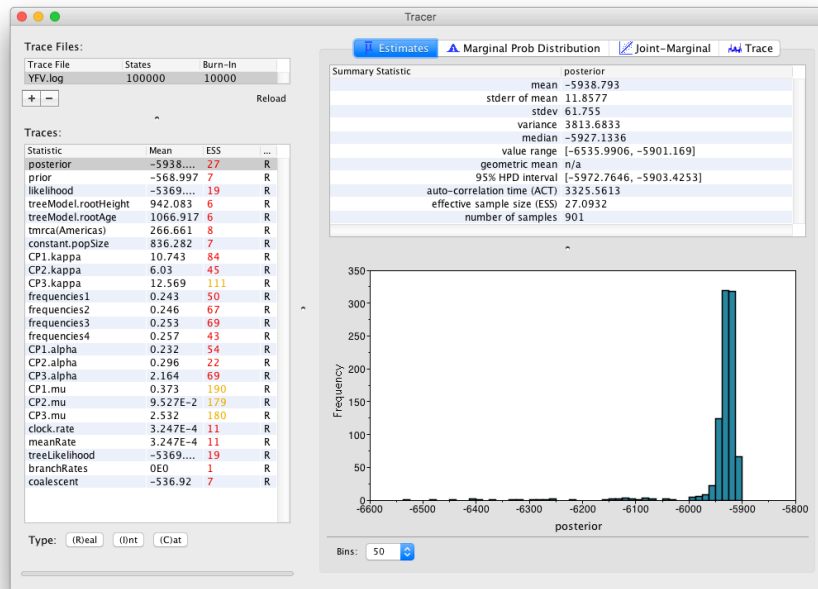 Tracer
Trace Files:
Trace File States Burn-In
YFV.log 100000 10000
+ − Reload
Traces:
Statistic Mean ESS ...
posterior -5938.... 27 R
prior -568.997 7 R
likelihood -5369.... 19 R
treeModel.rootHeight 942.083 6 R
treeModel.rootAge 1066.917 6 R
tmrca(Americas) 266.661 8 R
constant.popSize 836.282 7 R
CP1.kappa 10.743 84 R
CP2.kappa 6.03 45 R
CP3.kappa 12.569 111 R
frequencies1 0.243 50 R
frequencies2 0.246 67 R
frequencies3 0.253 69 R
frequencies4 0.257 43 R
CP1.alpha 0.232 54 R
CP2.alpha 0.296 22 R
CP3.alpha 2.164 69 R
CP1.mu 0.373 190 R
CP2.mu 9.527E-2 179 R
CP3.mu 2.532 180 R
clock.rate 3.247E-4 11 R
meanRate 3.247E-4 11 R
treeLikelihood -5369.... 19 R
branchRates 0E0 1 R
coalescent -536.92 7 R
Type: (R)eal (I)nt (C)at
Estimates Marginal Prob Distribution Joint-Marginal Trace
Summary Statistic posterior
mean -5938.793
stderr of mean 11.8577
stdev 61.755
variance 3813.6833
median -5927.1336
value range [-6535.9906, -5901.169]
geometric mean n/a
95% HPD interval [-5972.7646, -5903.4253]
auto-correlation time (ACT) 3325.5613
effective sample size (ESS) 27.0932
number of samples 901
350
300
250
200
150
100
50
0
Frequency
-6600 -6500 -6400 -6300 -6200 -6100 -6000 -5900 -5800
posterior
Bins: 50